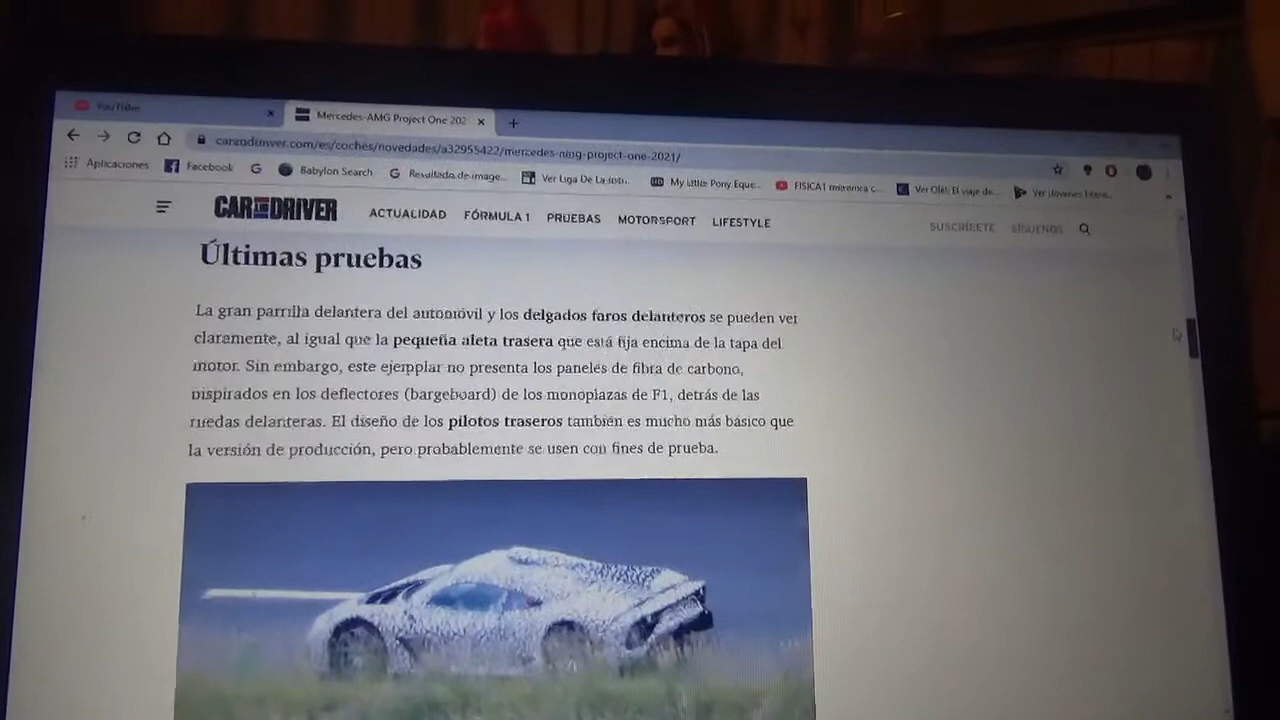 YouTube
Mercedes-AMG Project One 202
caranddriver.com/es/coches/novedades/a32955422/mercedes-amg-project-one-2021/
Aplicaciones Facebook Babylon Search Resultado de image... Ver Liga De La My Little Pony Eque... FISICA1 c... Ver Olé! El viaje de... Ver Jóvenes
CAR AND DRIVER ACTUALIDAD FÓRMULA 1 PRUEBAS MOTORSPORT LIFESTYLE SUSCRÍBETE SÍGUENOS
Últimas pruebas
La gran parrilla delantera del automóvil y los delgados faros delanteros se pueden ver
claramente, al igual que la pequeña aleta trasera que está fija encima de la tapa del
motor. Sin embargo, este ejemplar no presenta los paneles de fibra de carbono,
inspirados en los deflectores (bargeboard) de los monoplazas de F1, detrás de las
ruedas delanteras. El diseño de los pilotos traseros también es mucho más básico que
la versión de producción, pero probablemente se usen con fines de prueba.